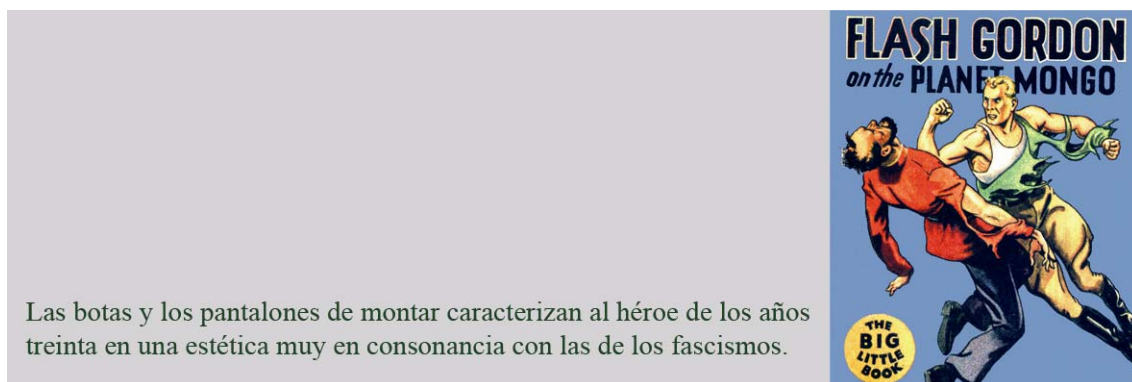 Las botas y los pantalones de montar caracterizan al héroe de los años
treinta en una estética muy en consonancia con las de los fascismos.
FLASH GORDON
on the PLANET MONGO
THE
BIG
LITTLE
BOOK